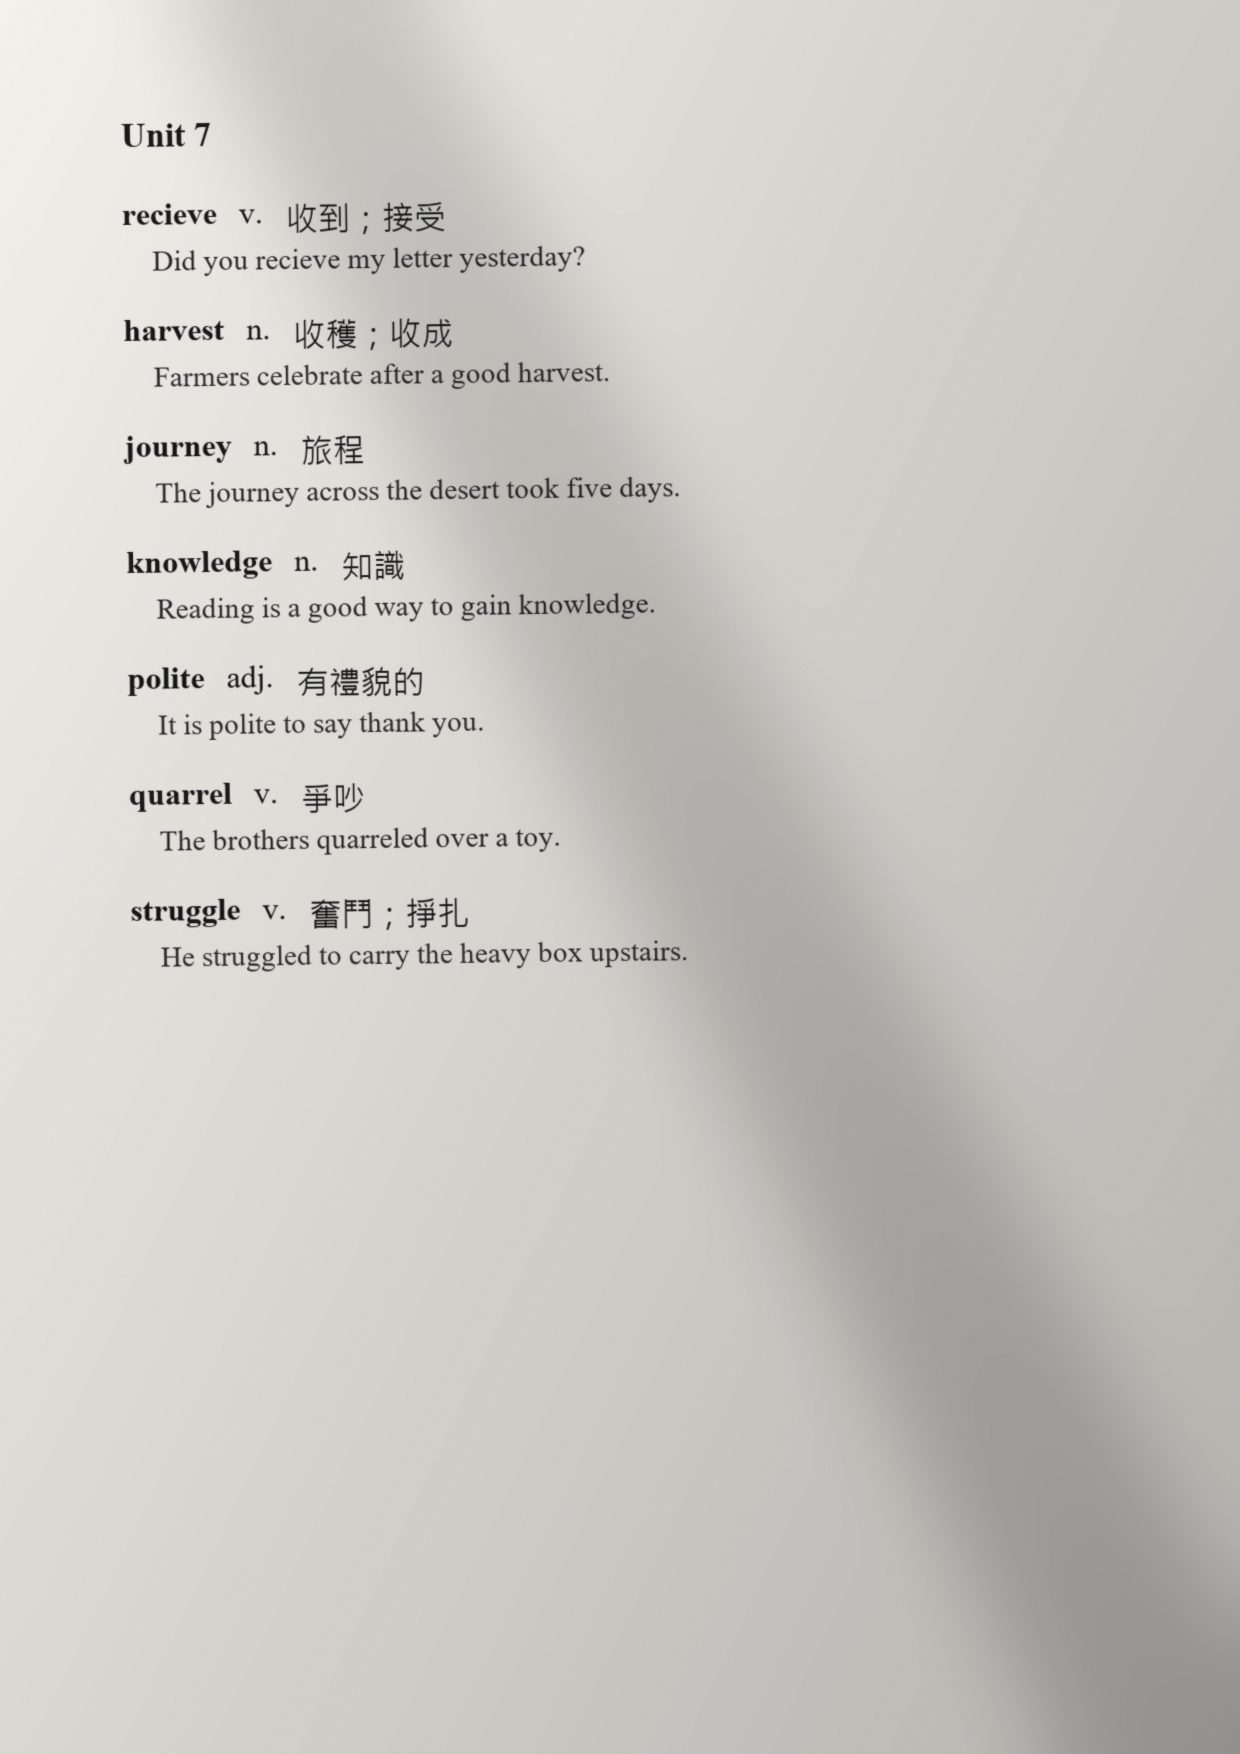 Unit 7
recieve v. 收到；接受
Did you recieve my letter yesterday?
harvest n. 收穫；收成
Farmers celebrate after a good harvest.
journey n. 旅程
The journey across the desert took five days.
knowledge n. 知識
Reading is a good way to gain knowledge.
polite adj. 有禮貌的
It is polite to say thank you.
quarrel v. 爭吵
The brothers quarreled over a toy.
struggle v. 奮鬥；掙扎
He struggled to carry the heavy box upstairs.